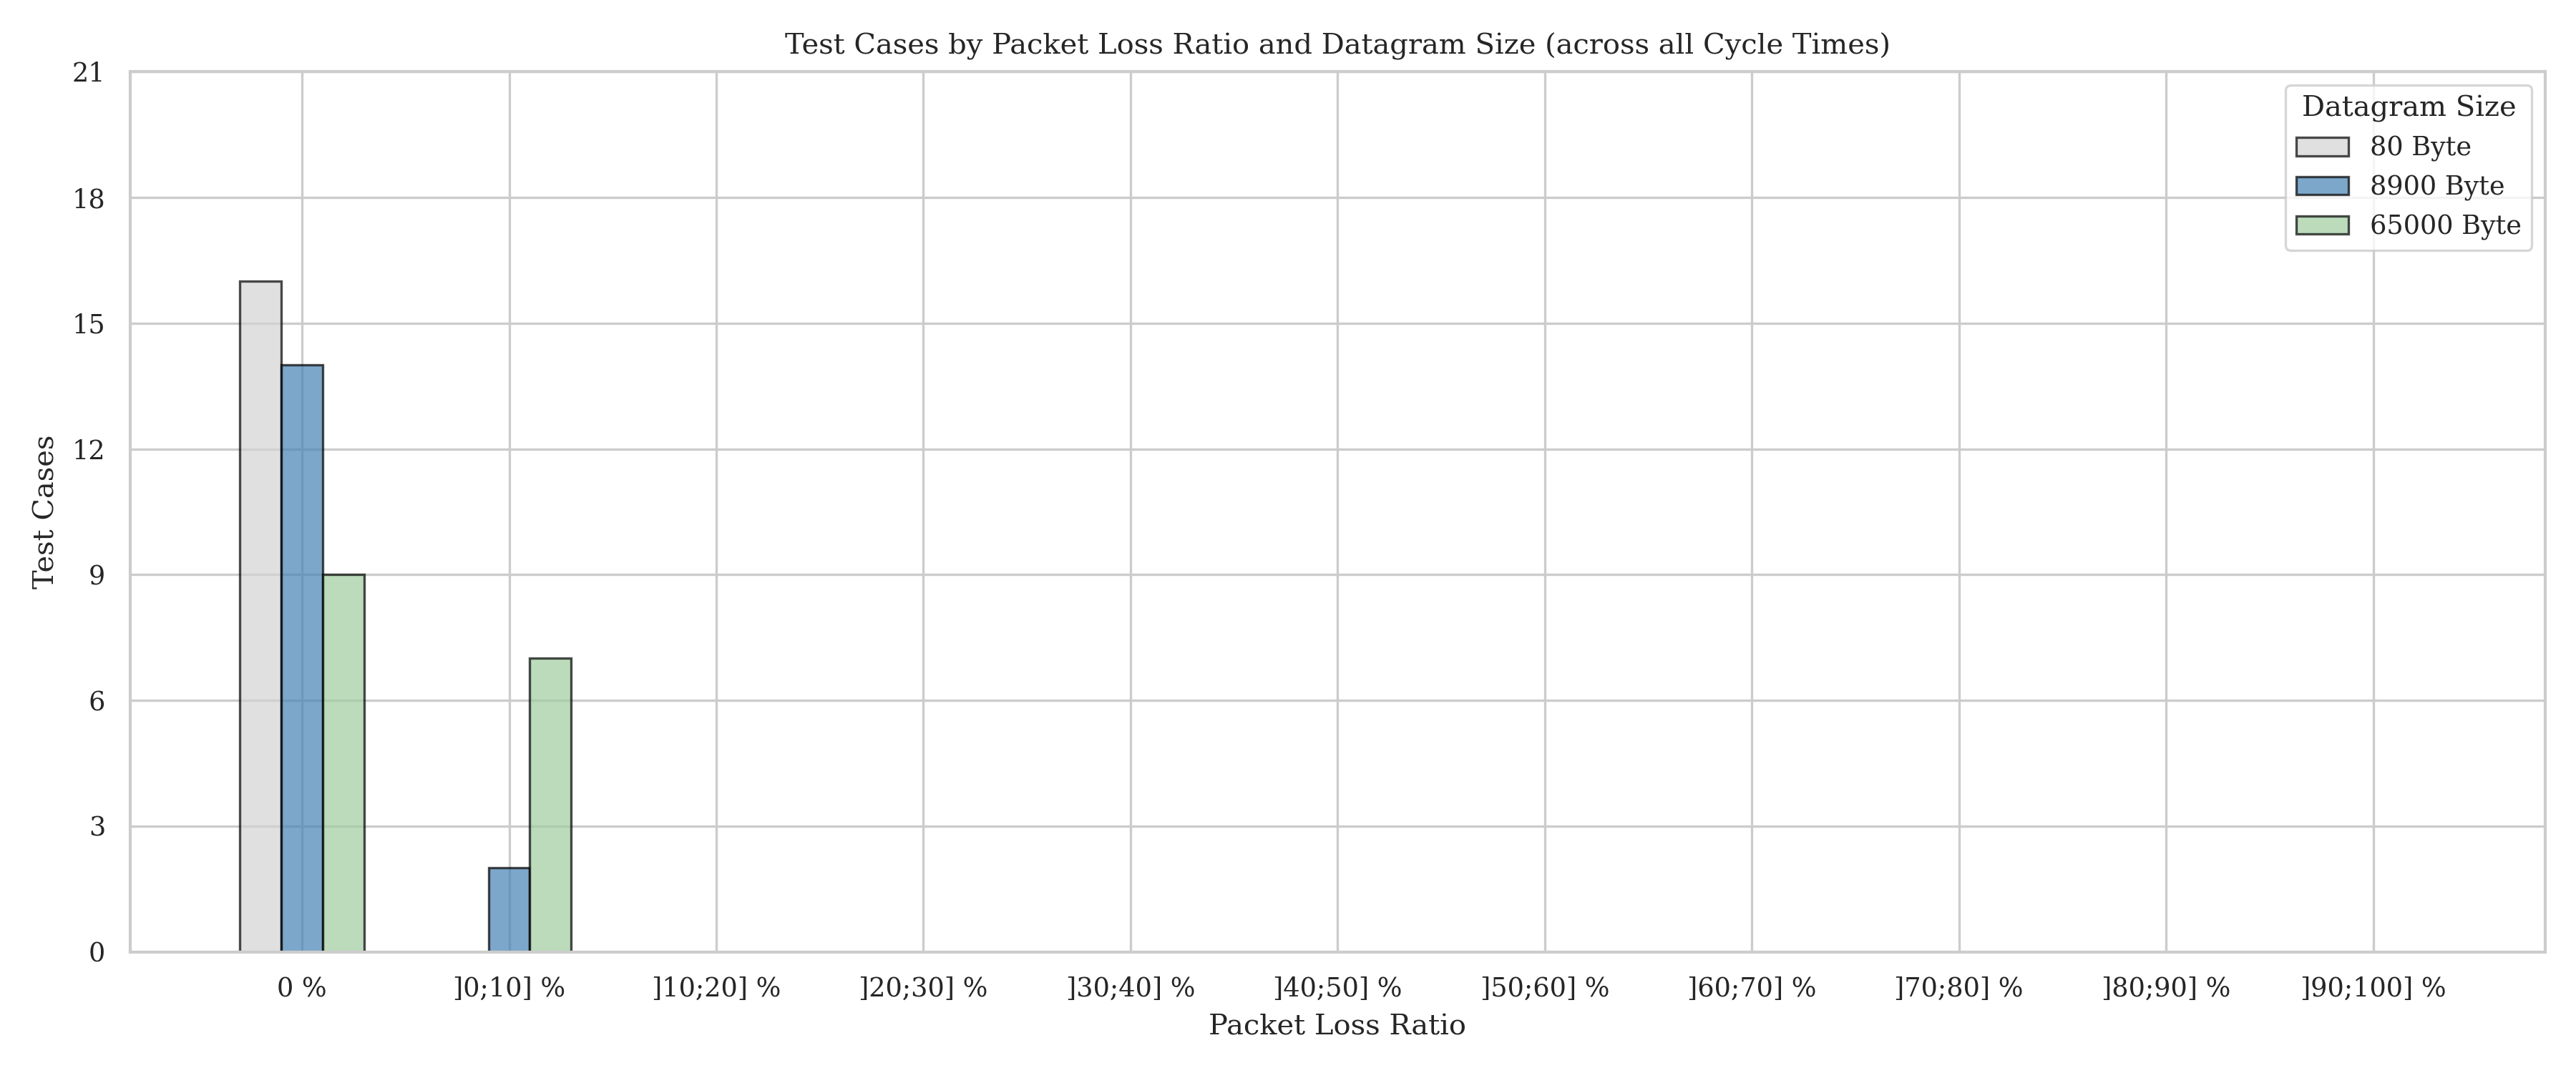 Test Cases by Packet Loss Ratio and Datagram Size (across all Cycle Times)
21
18
15
12
9
6
3
0
Test Cases
Datagram Size
80 Byte
8900 Byte
65000 Byte
0 %
]0;10] %
]10;20] %
]20;30] %
]30;40] %
]40;50] %
]50;60] %
]60;70] %
]70;80] %
]80;90] %
]90;100] %
Packet Loss Ratio